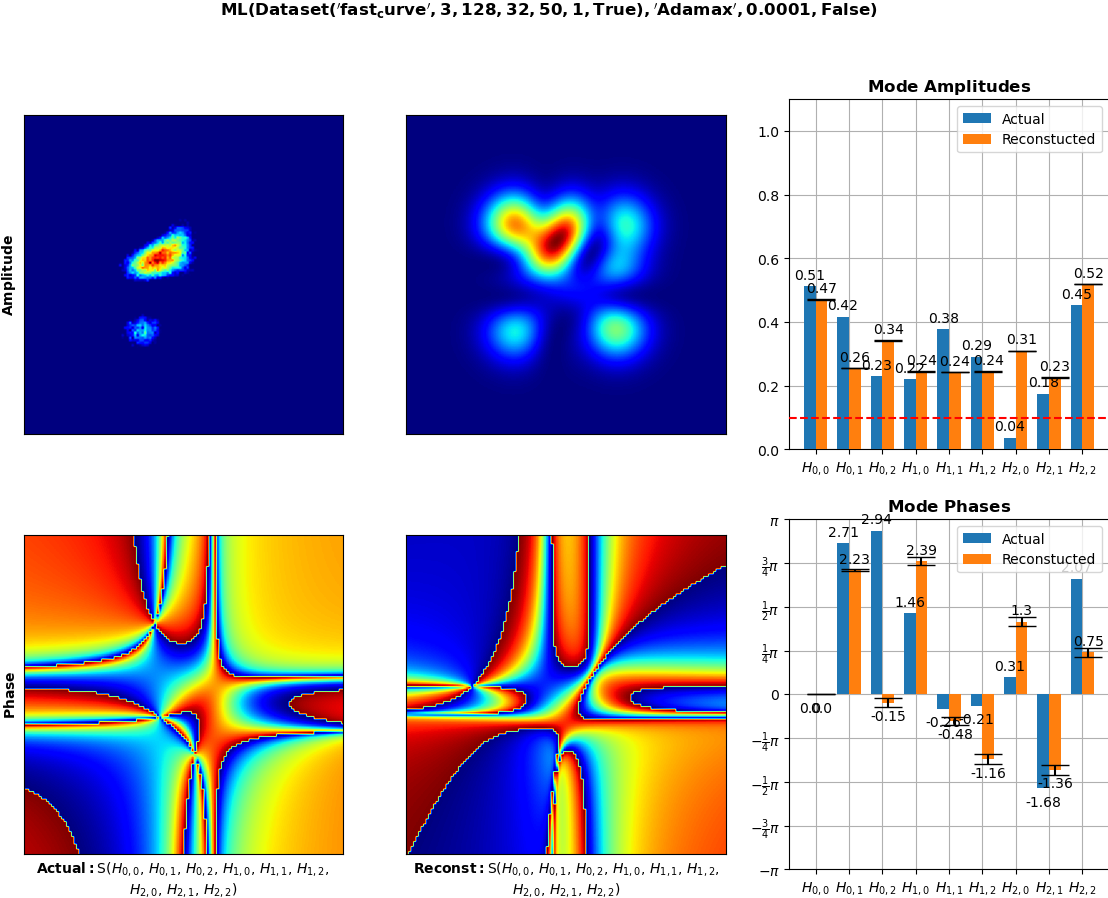 ML(Dataset('fast_curve', 3, 128, 32, 50, 1, True), 'Adamax', 0.0001, False)
Amplitude
Mode Amplitudes
Actual
Reconstucted
1.0
0.8
0.6
0.4
0.2
0.0
0.51
0.47
0.42
0.26
0.23
0.34
0.22
0.24
0.38
0.24
0.29
0.24
0.04
0.31
0.18
0.23
0.45
0.52
H0,0 H0,1 H0,2 H1,0 H1,1 H1,2 H2,0 H2,1 H2,2
Phase
Actual: S(H0,0, H0,1, H0,2, H1,0, H1,1, H1,2,
H2,0, H2,1, H2,2)
Reconst: S(H0,0, H0,1, H0,2, H1,0, H1,1, H1,2,
H2,0, H2,1, H2,2)
Mode Phases
Actual
Reconstucted
π
3/4π
1/2π
1/4π
0
−1/4π
−1/2π
−3/4π
−π
0.0
0.0
2.71
2.23
2.94
-0.15
1.46
2.39
-0.48
-0.21
-1.16
0.31
1.3
-1.68
-1.36
0.75
H0,0 H0,1 H0,2 H1,0 H1,1 H1,2 H2,0 H2,1 H2,2